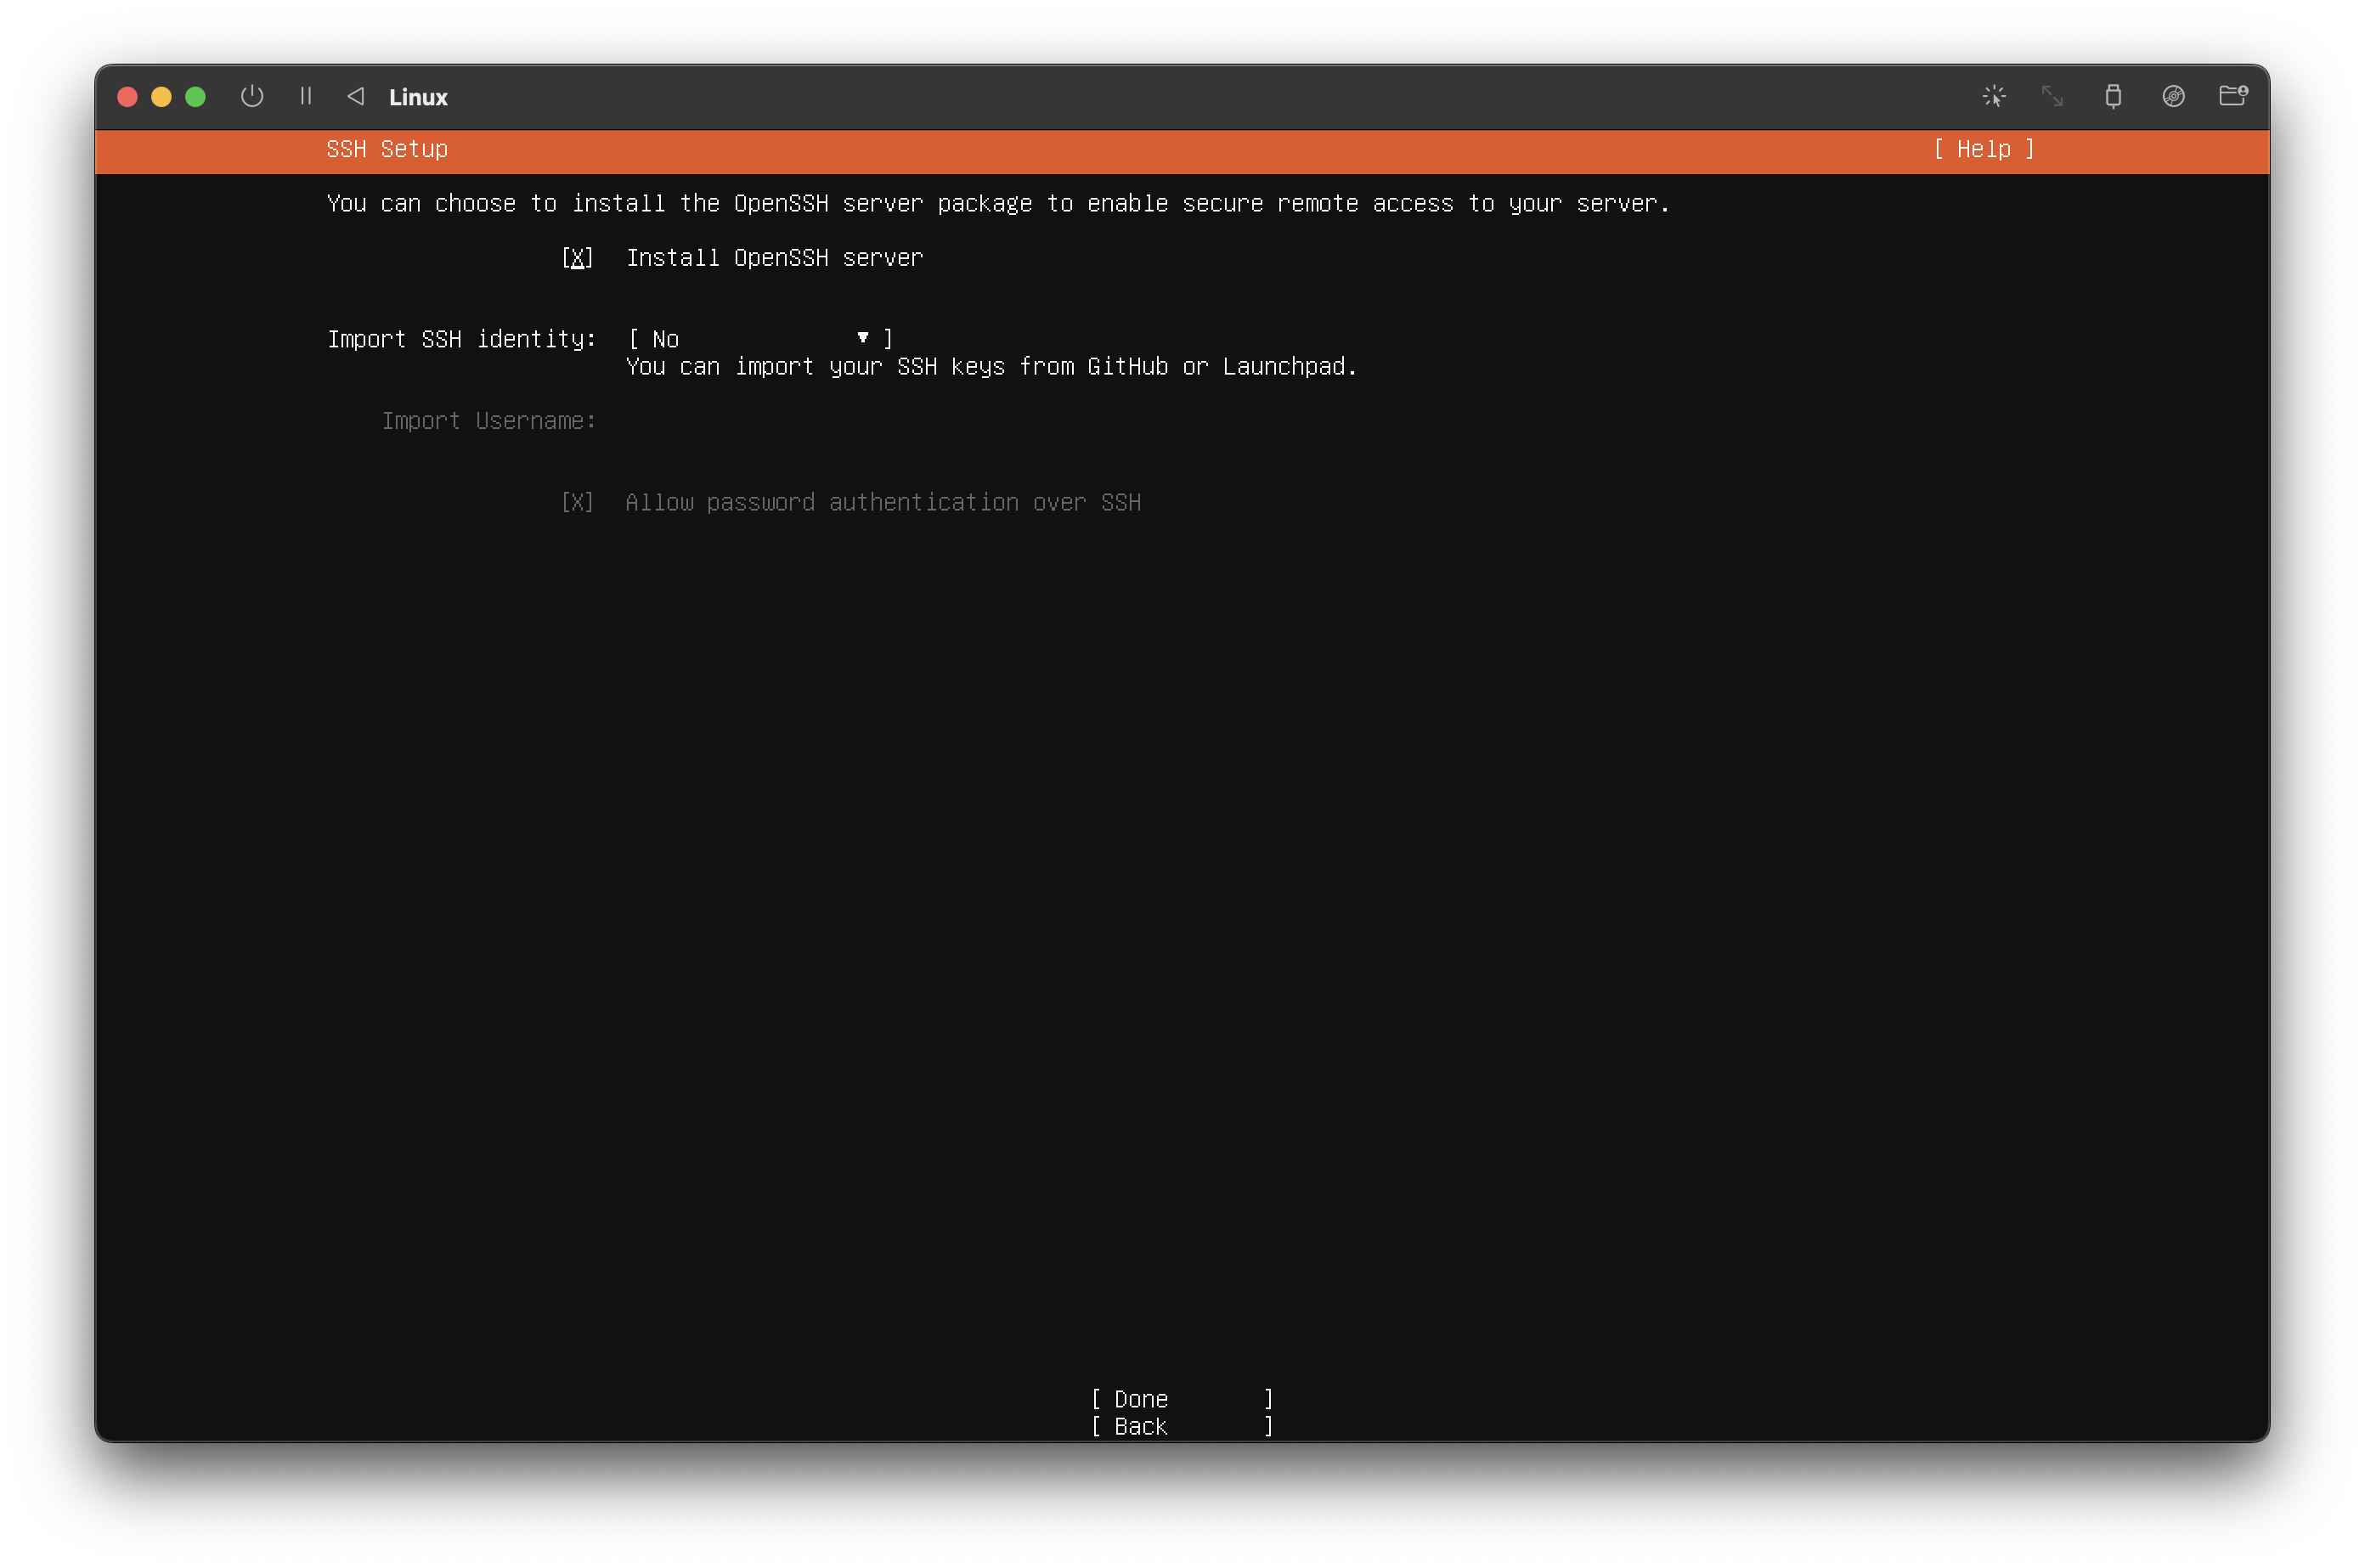 Linux
SSH Setup [ Help ]
You can choose to install the OpenSSH server package to enable secure remote access to your server.
[X] Install OpenSSH server
Import SSH identity: [ No ▾ ]
You can import your SSH keys from GitHub or Launchpad.
Import Username:
[X] Allow password authentication over SSH
[ Done ]
[ Back ]